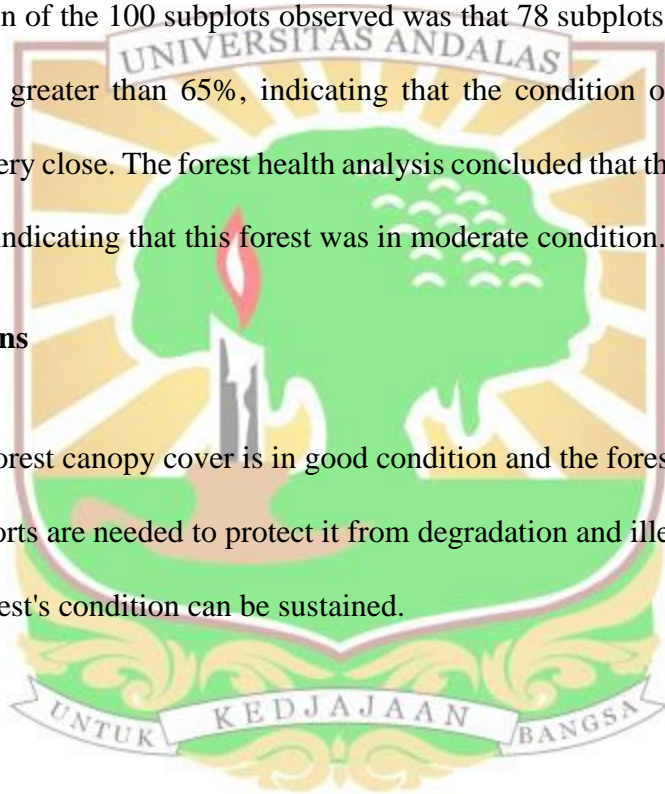 n of the 100 subplots observed was that 78 subplots
UNIVERSITAS ANDALAS
greater than 65%, indicating that the condition o
ery close. The forest health analysis concluded that th
indicating that this forest was in moderate condition.
ns
orest canopy cover is in good condition and the fores
orts are needed to protect it from degradation and ille
est's condition can be sustained.
UNTUK KEDJAJAAN BANGSA